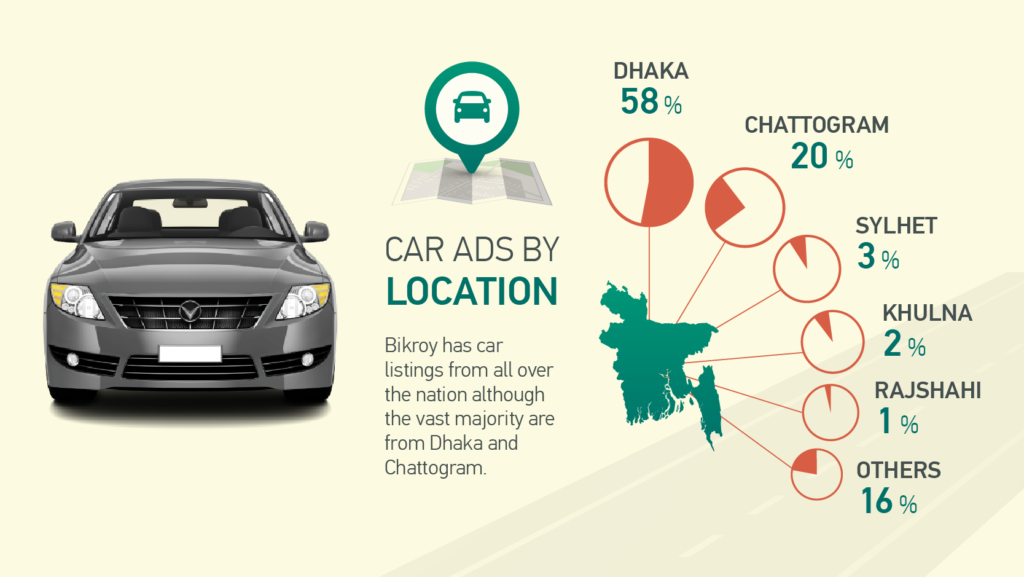 CAR ADS BY
LOCATION
Bikroy has car
listings from all over
the nation although
the vast majority are
from Dhaka and
Chattogram.
DHAKA
58 %
CHATTOGRAM
20 %
SYLHET
3 %
KHULNA
2 %
RAJSHAHI
1 %
OTHERS
16 %